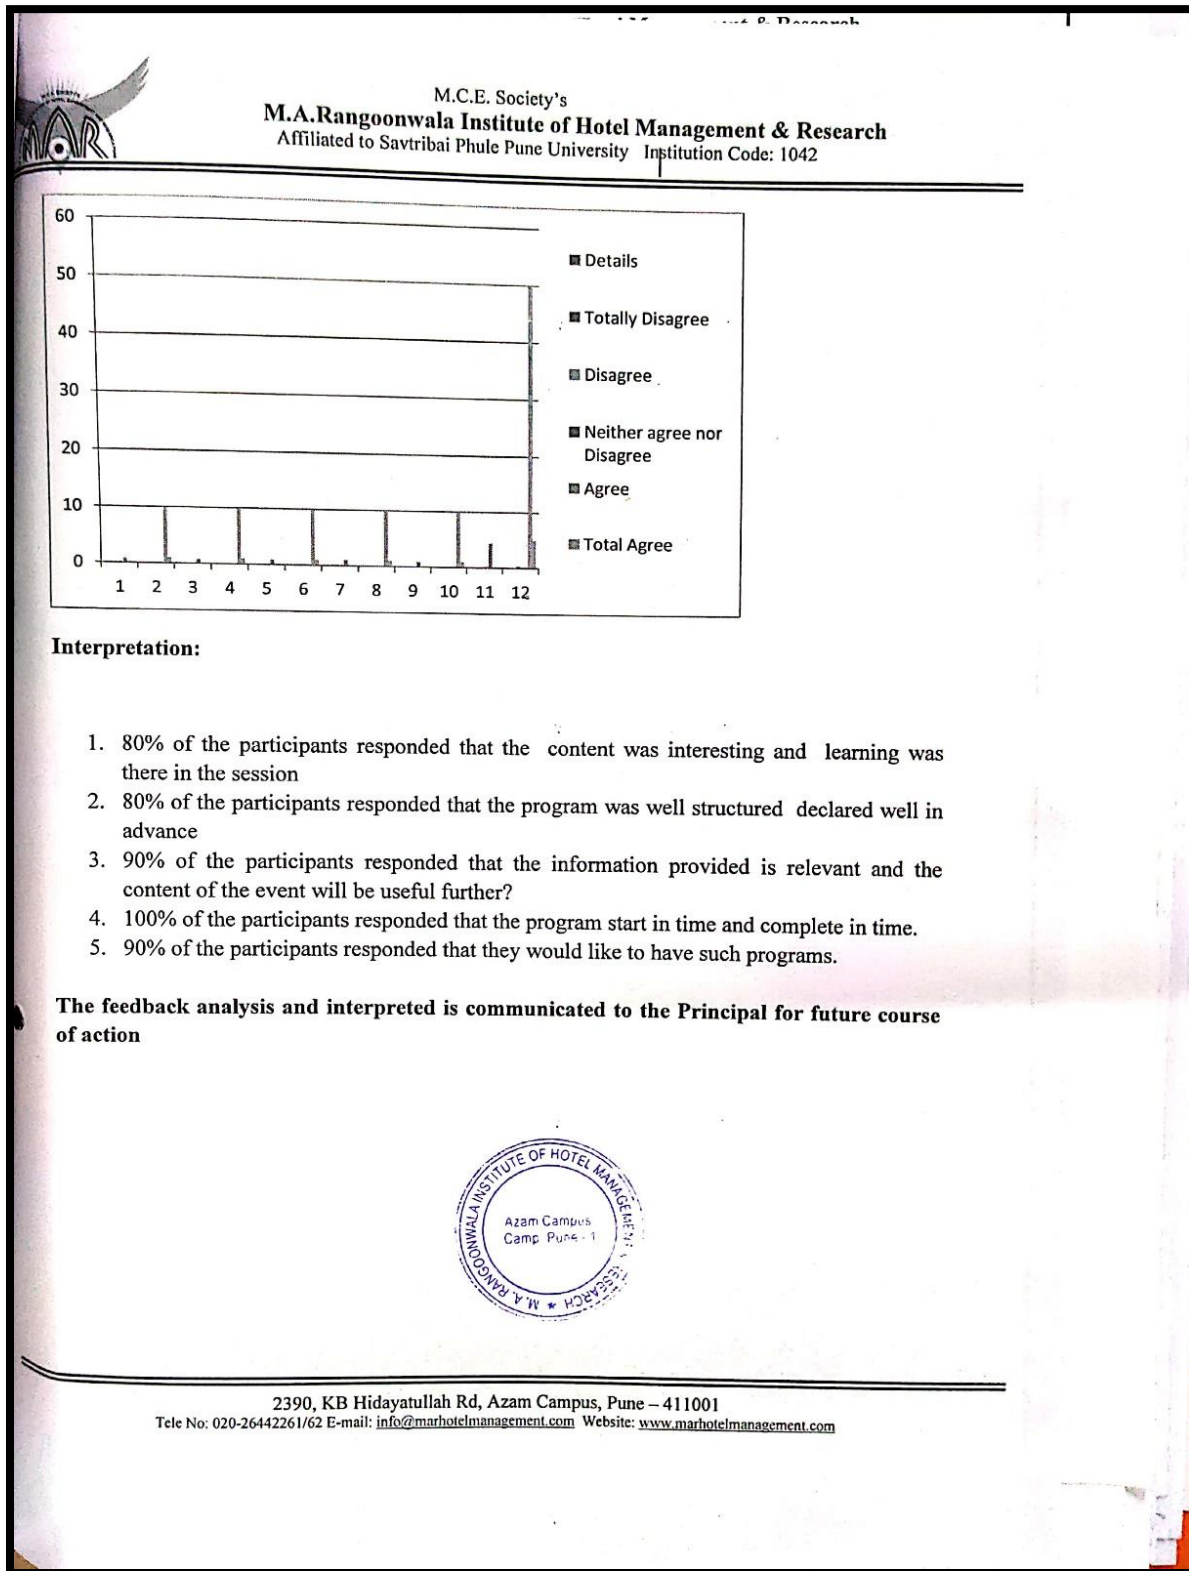 & Research
M.C.E. Society's
M.A.Rangoonwala Institute of Hotel Management & Research
Affiliated to Savtribai Phule Pune University Institution Code: 1042
MAR
60
50
40
30
20
10
0
1 2 3 4 5 6 7 8 9 10 11 12
Details
Totally Disagree
Disagree
Neither agree nor
Disagree
Agree
Total Agree
Interpretation:
1. 80% of the participants responded that the content was interesting and learning was
there in the session
2. 80% of the participants responded that the program was well structured declared well in
advance
3. 90% of the participants responded that the information provided is relevant and the
content of the event will be useful further?
4. 100% of the participants responded that the program start in time and complete in time.
5. 90% of the participants responded that they would like to have such programs.
The feedback analysis and interpreted is communicated to the Principal for future course
of action
M.A. RANGOONWALA INSTITUTE OF HOTEL MANAGEMENT & RESEARCH ★
Azam Campus
Camp Pune - 1
2390, KB Hidayatullah Rd, Azam Campus, Pune – 411001
Tele No: 020-26442261/62 E-mail: info@marhotelmanagement.com Website: www.marhotelmanagement.com